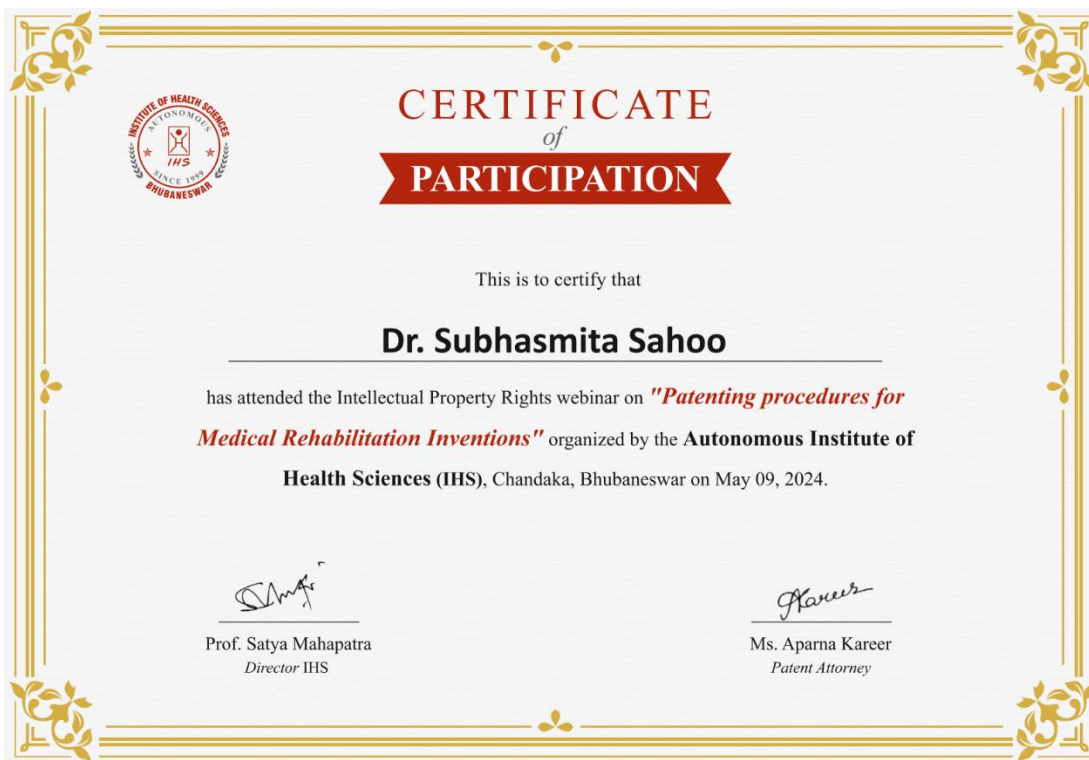 INSTITUTE OF HEALTH SCIENCES
AUTONOMOUS
IHS
SINCE 1999
BHUBANESWAR
CERTIFICATE
of
PARTICIPATION
This is to certify that
Dr. Subhasmita Sahoo
has attended the Intellectual Property Rights webinar on "Patenting procedures for
Medical Rehabilitation Inventions" organized by the Autonomous Institute of
Health Sciences (IHS), Chandaka, Bhubaneswar on May 09, 2024.
Prof. Satya Mahapatra
Director IHS
Ms. Aparna Kareer
Patent Attorney